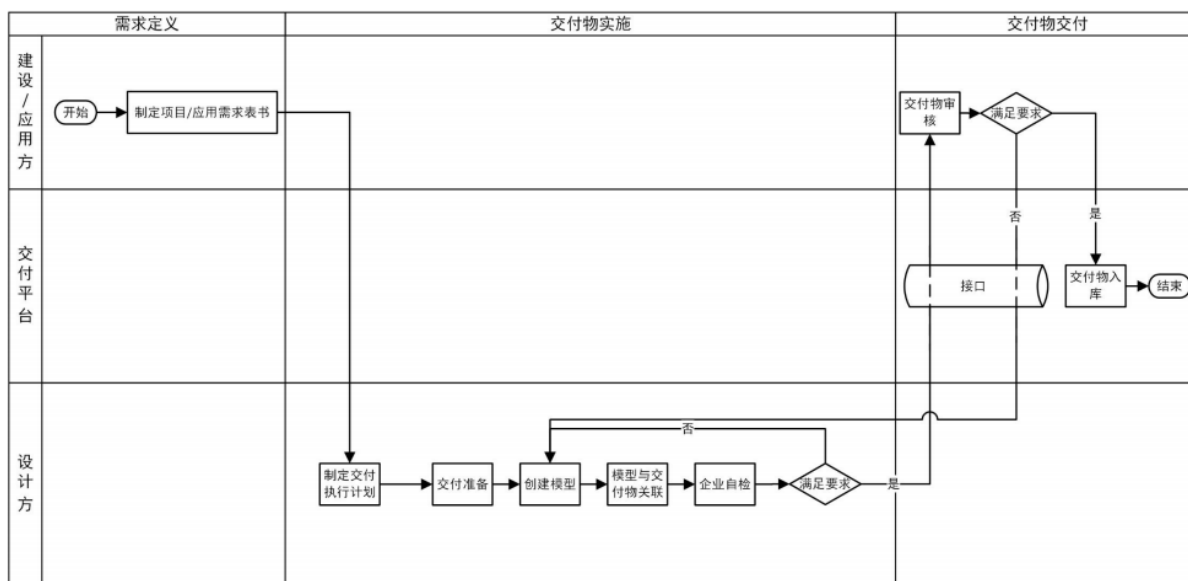 需求定义
交付物实施
交付物交付
建设/应用方
开始
制定项目/应用需求表书
交付物审
核
满足要求
否
是
交付平台
接口
交付物入
库
结束
设计方
制定交付
执行计划
交付准备
创建模型
模型与交
付物关联
企业自检
满足要求
否
是